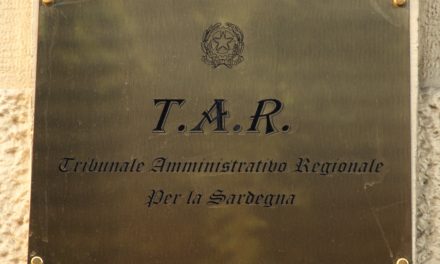 T.A.R.
Tribunale Amministrativo Regionale
Per la Sardegna